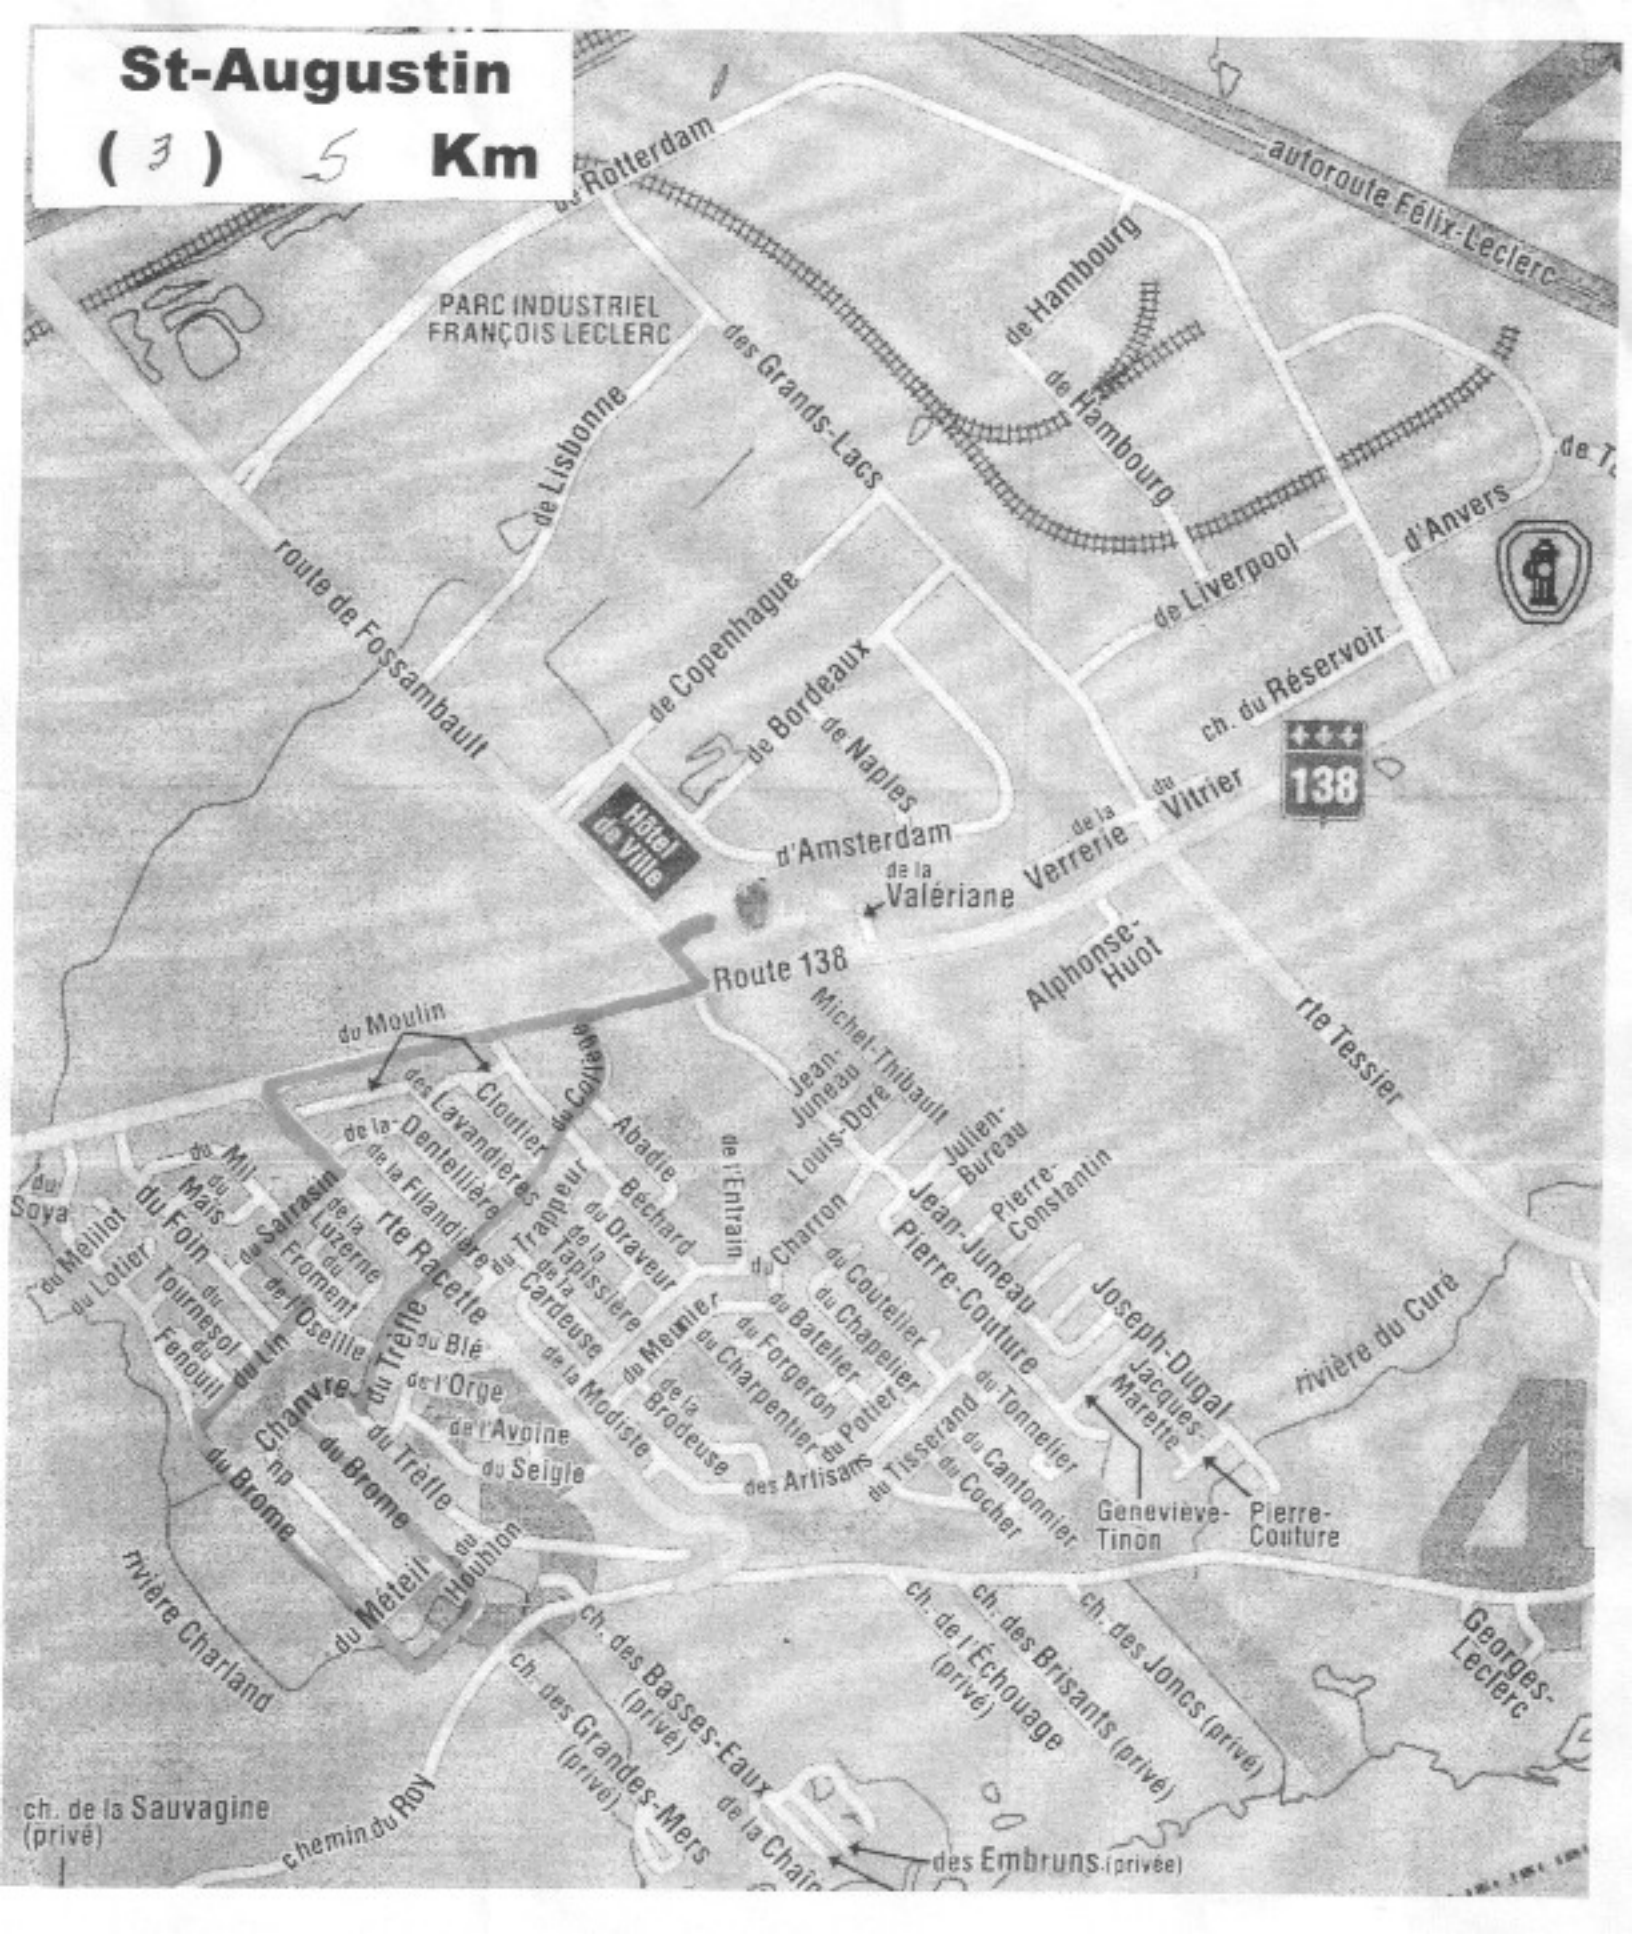 St-Augustin
( 3 ) 5 Km
de Rotterdam
autoroute Félix-Leclerc
2
PARC INDUSTRIEL
FRANÇOIS LECLERC
de Hambourg
des Grands-Lacs
de Hambourg
de Lisbonne
d'Anvers
route de Fossambault
de Liverpool
de Copenhague
ch. du Réservoir
de Bordeaux
de Naples
138
du
Vitrier
Hôtel
de Ville
d'Amsterdam
de la
Verrerie
de la
Valériane
Route 138
Alphonse-
Huot
rte Tessier
du Moulin
Michel-Thibault
Jean-
Juneau
Louis-Doré
des Lavandières
Cloutier
Abadie
Julien-
Bureau
de la Dentellière
de la Filandière
du Trappeur
Béchard
de l'Entrain
Pierre-
Constantin
du
Soya
du Mil
du
Maïs
du Foin
du Sarrasin
de la
Luzerne
rte Racette
du Draveur
de la
Tapissière
de la
Cardeuse
du Charron
Jean-Juneau
Pierre-Couture
du Mélilot
du Lotier
du
Froment
de l'Oseille
du
Tournesol
du
Fenouil
du Lin
du Trèfle
du Blé
du Meunier
du Coutelier
du Chapelier
du Batelier
du Forgeron
du Charpentier
Joseph-Dugal
rivière du Curé
Jacques-
Marette
Chanvre
np
de l'Orge
de l'Avoine
du Seigle
de la Modiste
de la
Brodeuse
du Potier
des Artisans
du Tisserand
du Tonnelier
du Cantonnier
du Cocher
du Brome
du Brome
du Trèfle
Geneviève-
Tinon
Pierre-
Couture
4
du
Houblon
du Méteil
rivière Charland
ch. des Basses-Eaux
(privé)
ch. des Grandes-Mers
(privé)
ch. de l'Échouage
(privé)
ch. des Brisants (privé)
ch. des Joncs (privé)
Georges-
Leclerc
ch. de la Sauvagine
(privé)
chemin du Roy
des Embruns (privée)